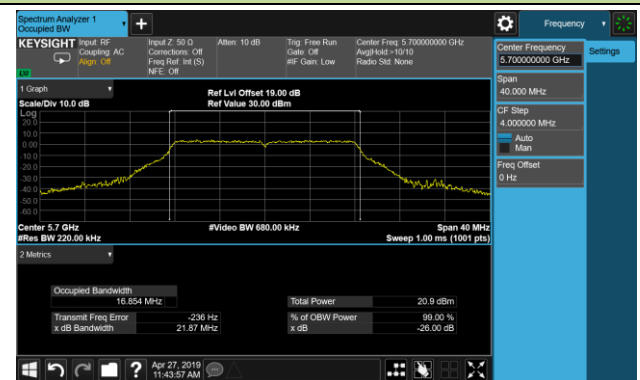 Spectrum Analyzer 1
Occupied BW
Frequency
KEYSIGHT
Input: RF
Coupling: AC
Align: Off
Input Z: 50 Ω
Corrections: Off
Freq Ref: Int (S)
NFE: Off
Atten: 10 dB
Trig: Free Run
Gate: Off
#IF Gain: Low
Center Freq: 5.700000000 GHz
Avg|Hold:>10/10
Radio Std: None
Center Frequency
5.700000000 GHz
Settings
Span
40.000 MHz
CF Step
4.000000 MHz
Auto
Man
Freq Offset
0 Hz
1 Graph
Scale/Div 10.0 dB
Ref Lvl Offset 19.00 dB
Ref Value 30.00 dBm
Log
20.0
10.0
0.00
-10.0
-20.0
-30.0
-40.0
-50.0
-60.0
Center 5.7 GHz
#Res BW 220.00 kHz
#Video BW 680.00 kHz
Span 40 MHz
Sweep 1.00 ms (1001 pts)
2 Metrics
Occupied Bandwidth
16.854 MHz
Total Power 20.9 dBm
Transmit Freq Error -236 Hz
% of OBW Power 99.00 %
x dB Bandwidth 21.87 MHz
x dB -26.00 dB
?
Apr 27, 2019
11:43:57 AM